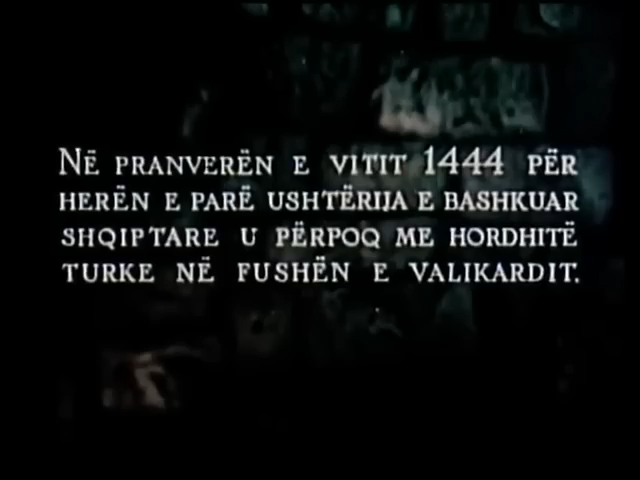 NË PRANVERËN E VITIT 1444 PËR
HERËN E PARË USHTËRIJA E BASHKUAR
SHQIPTARE U PËRPOQ ME HORDHITË
TURKE NË FUSHËN E VALIKARDIT.